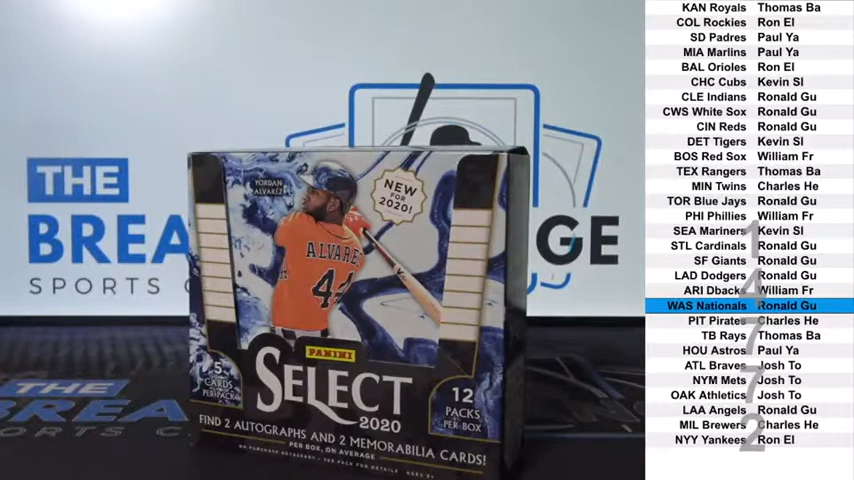 THE
BREA
GE
SPORTS C
YORDAN
ALVAREZ
NEW
FOR
2020!
ALVAREZ
44
5
CARDS
PER PACK
PANINI
SELECT
2020
12
PACKS
PER BOX
FIND 2 AUTOGRAPHS AND 2 MEMORABILIA CARDS!
PER BOX, ON AVERAGE
THE
BREA
SPORTS C
KAN Royals Thomas Ba
COL Rockies Ron El
SD Padres Paul Ya
MIA Marlins Paul Ya
BAL Orioles Ron El
CHC Cubs Kevin Sl
CLE Indians Ronald Gu
CWS White Sox Ronald Gu
CIN Reds Ronald Gu
DET Tigers Kevin Sl
BOS Red Sox William Fr
TEX Rangers Thomas Ba
MIN Twins Charles He
TOR Blue Jays Ronald Gu
PHI Phillies William Fr
SEA Mariners Kevin Sl
STL Cardinals Ronald Gu
SF Giants Ronald Gu
LAD Dodgers Ronald Gu
ARI Dbacks William Fr
WAS Nationals Ronald Gu
PIT Pirates Charles He
TB Rays Thomas Ba
HOU Astros Paul Ya
ATL Braves Josh To
NYM Mets Josh To
OAK Athletics Josh To
LAA Angels Ronald Gu
MIL Brewers Charles He
NYY Yankees Ron El
1
4
7
7
2